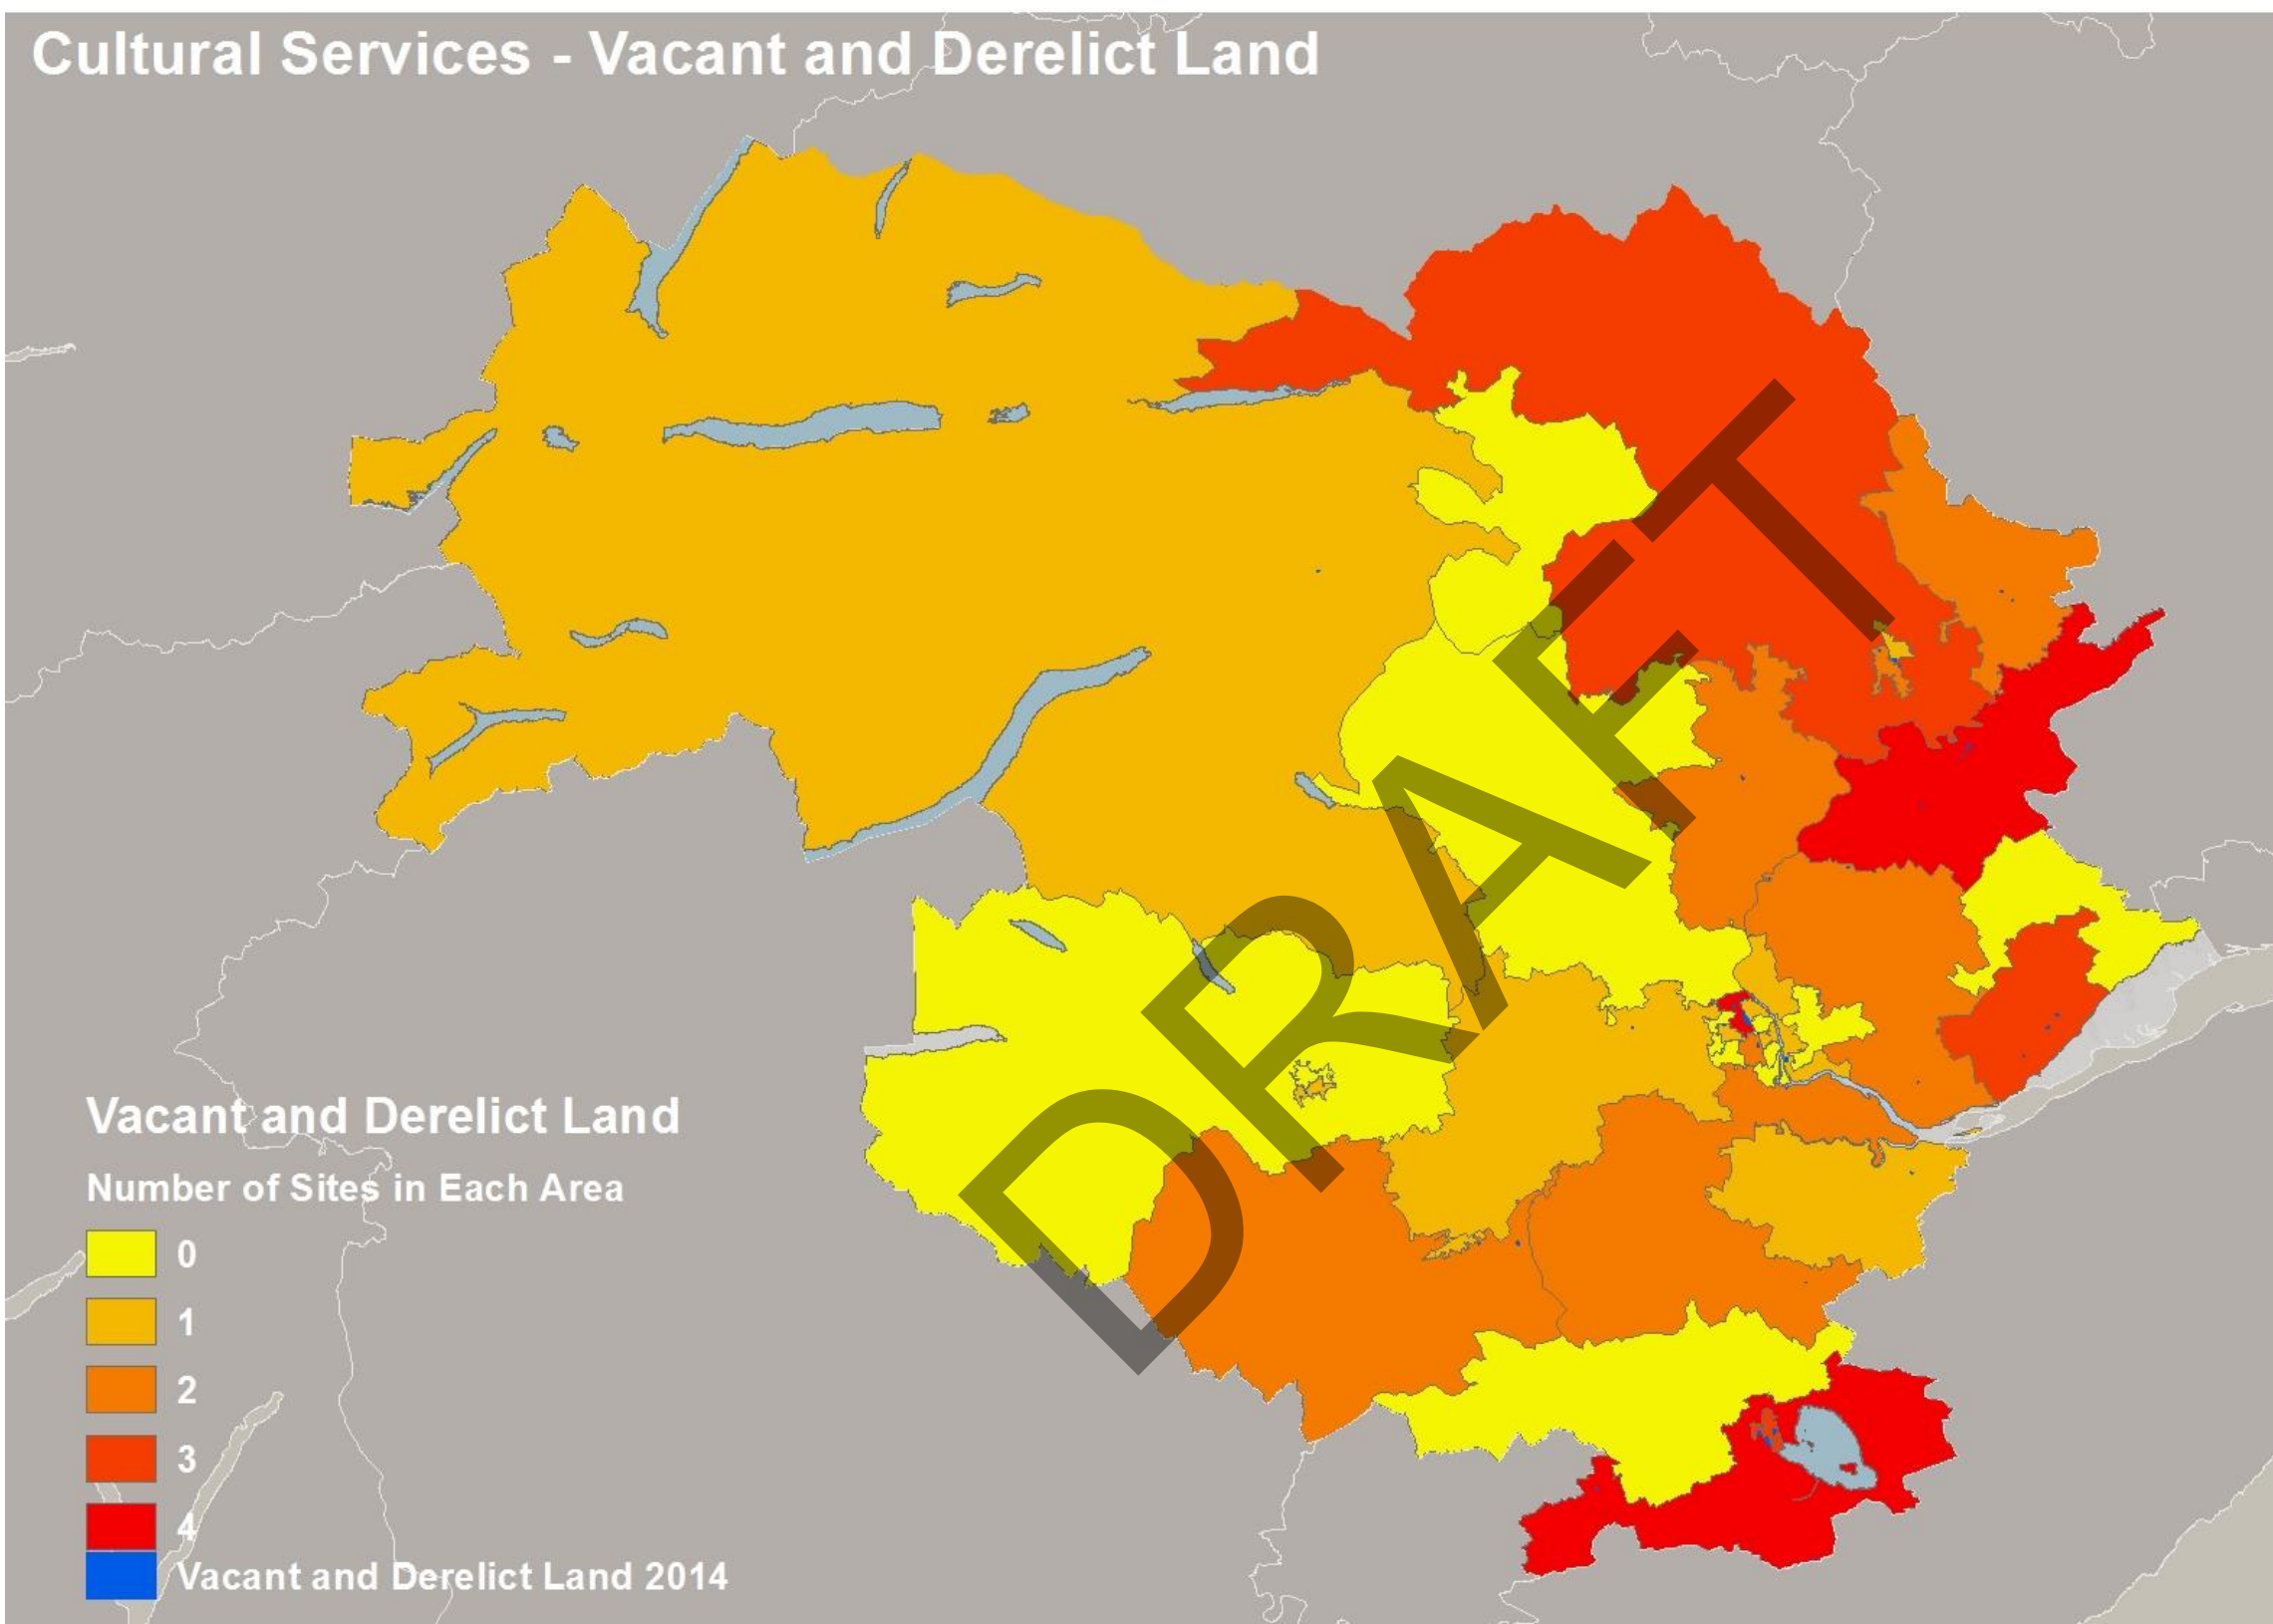 Cultural Services - Vacant and Derelict Land
DRAFT
Vacant and Derelict Land
Number of Sites in Each Area
0
1
2
3
4
Vacant and Derelict Land 2014